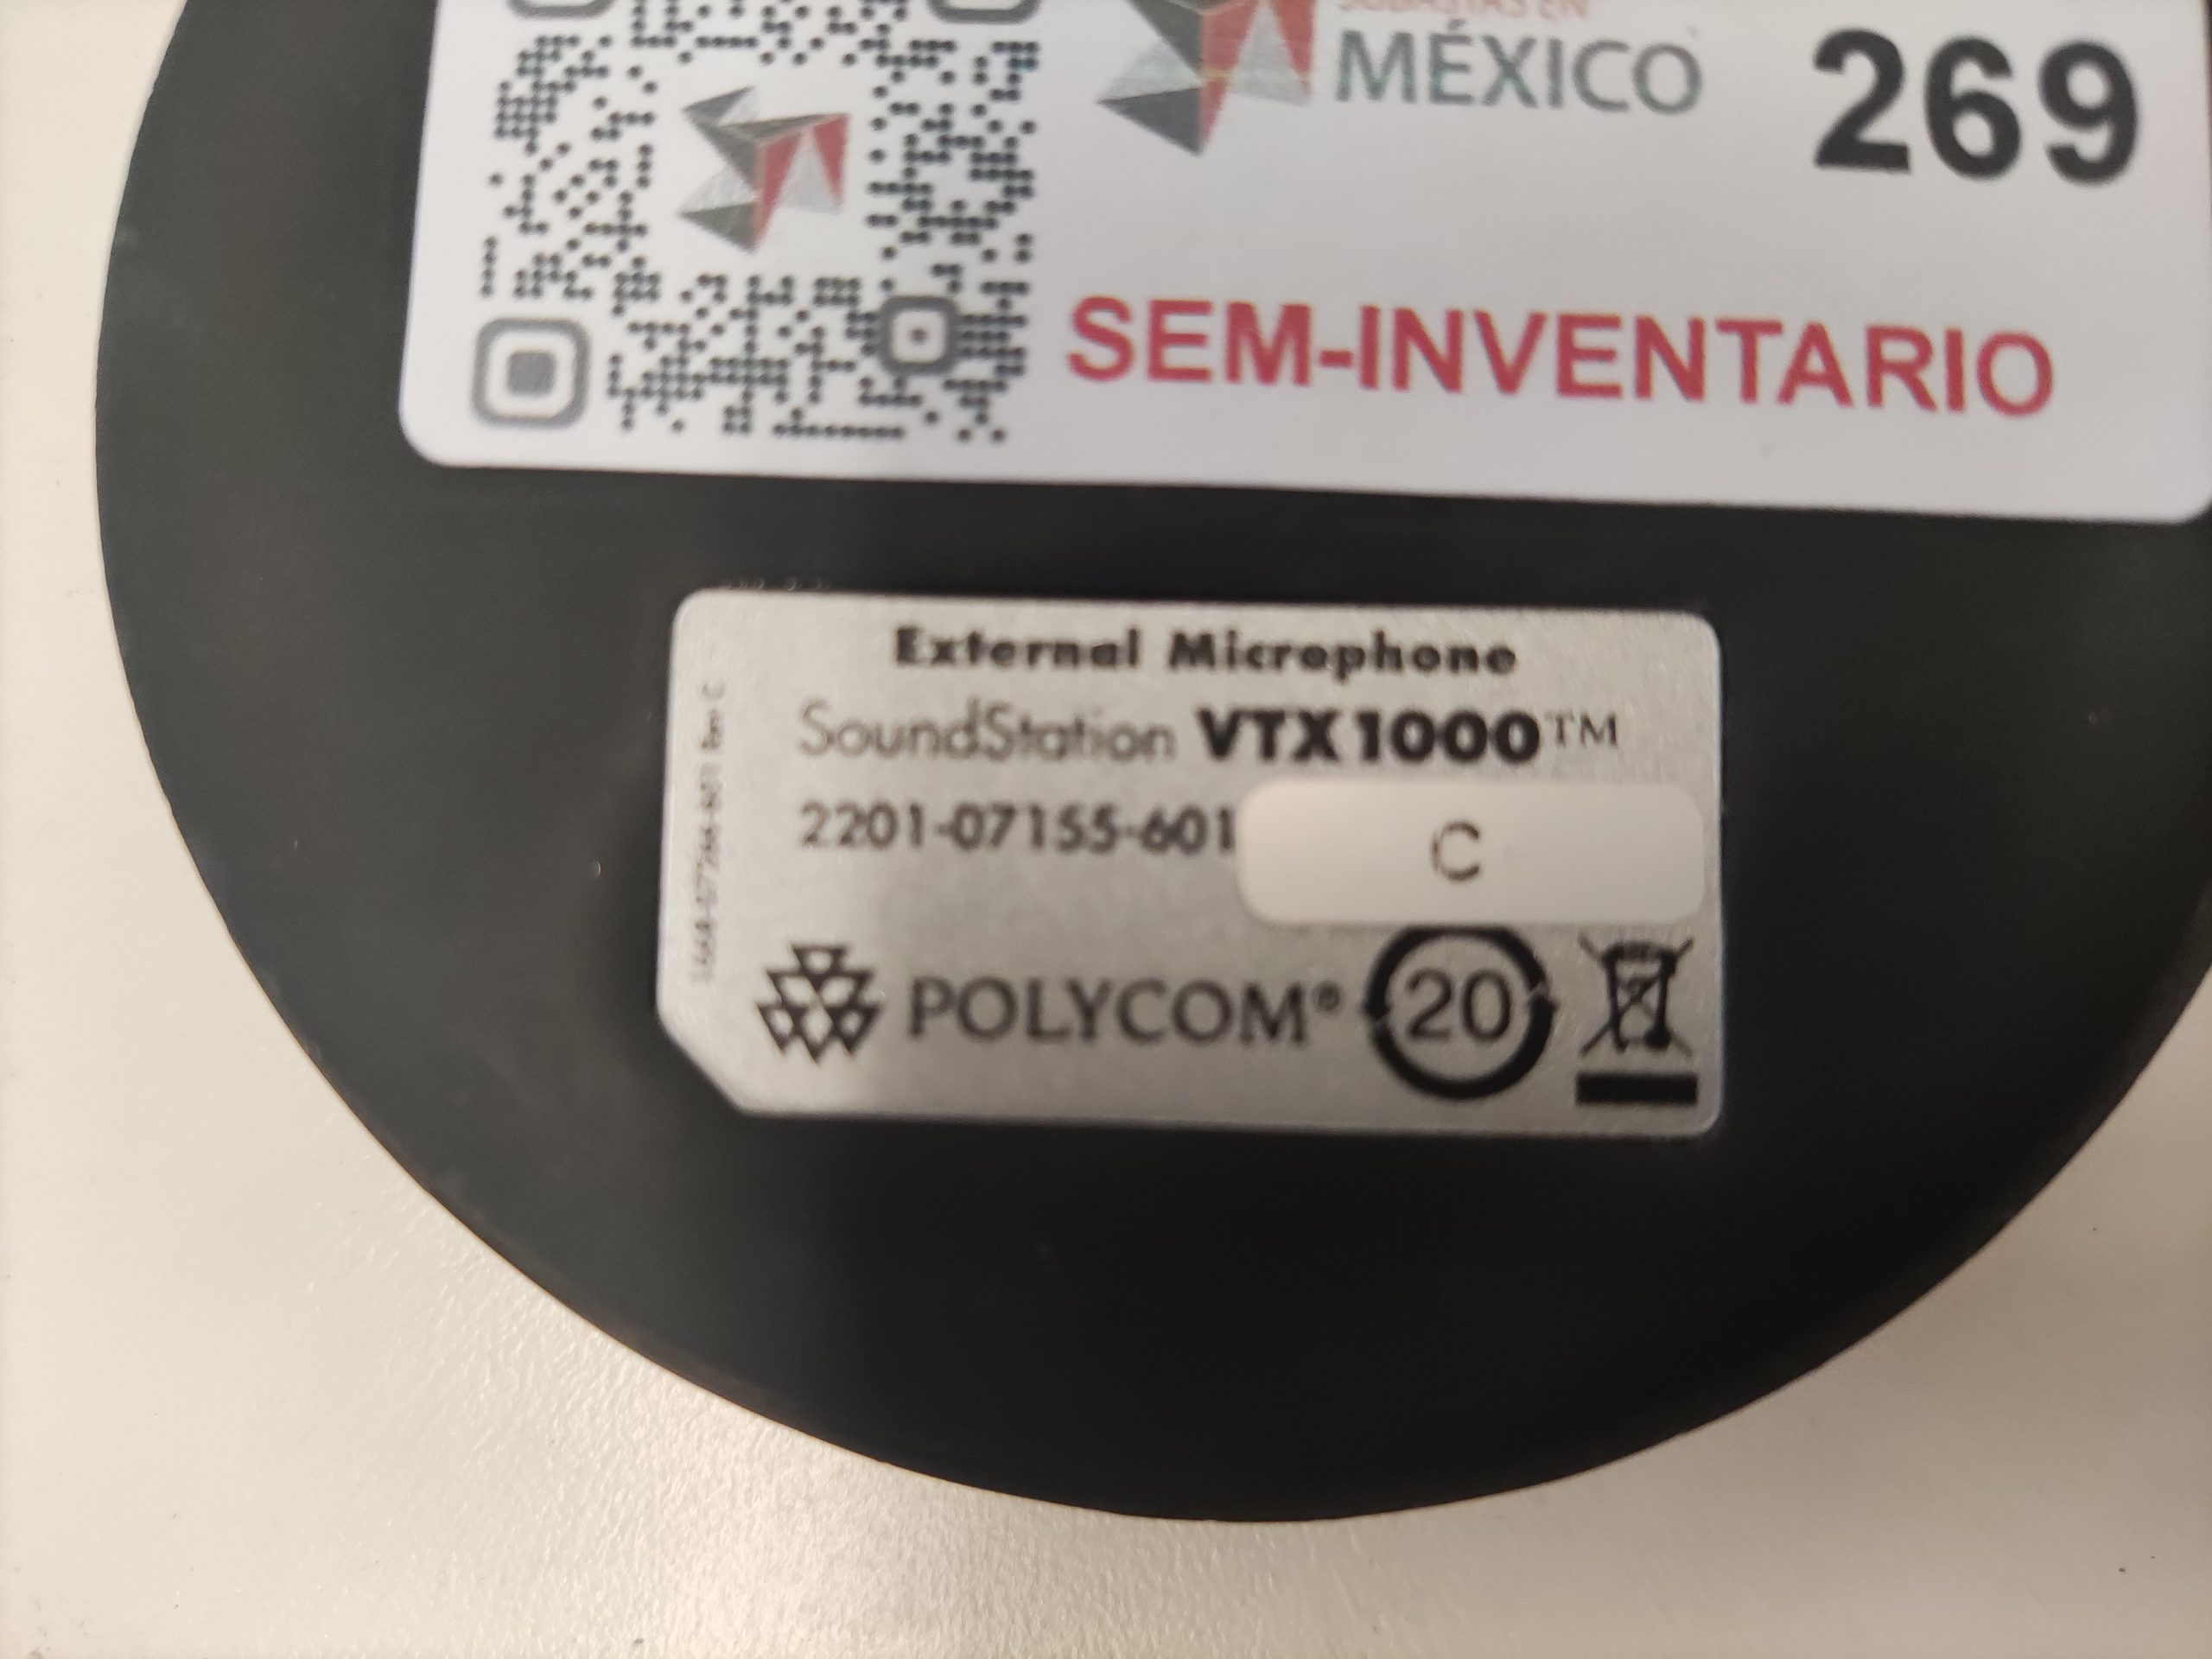 MÉXICO
269
SEM-INVENTARIO
External Microphone
SoundStation VTX1000™
2201-07155-601
C
POLYCOM®
20